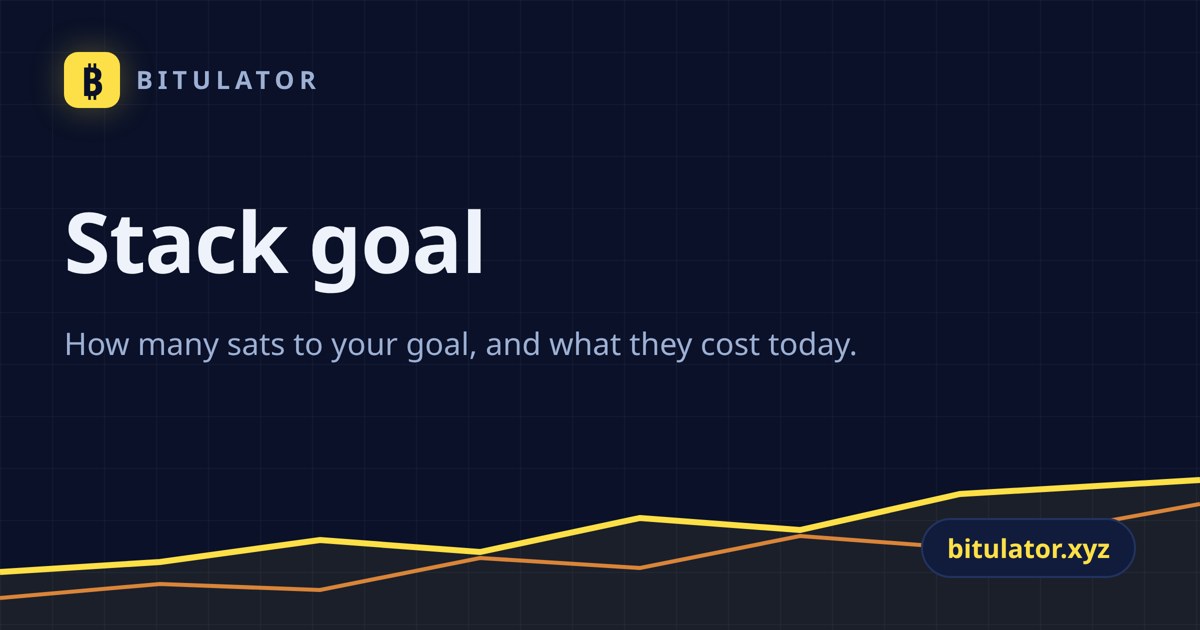 BITULATOR
Stack goal
How many sats to your goal, and what they cost today.
bitulator.xyz